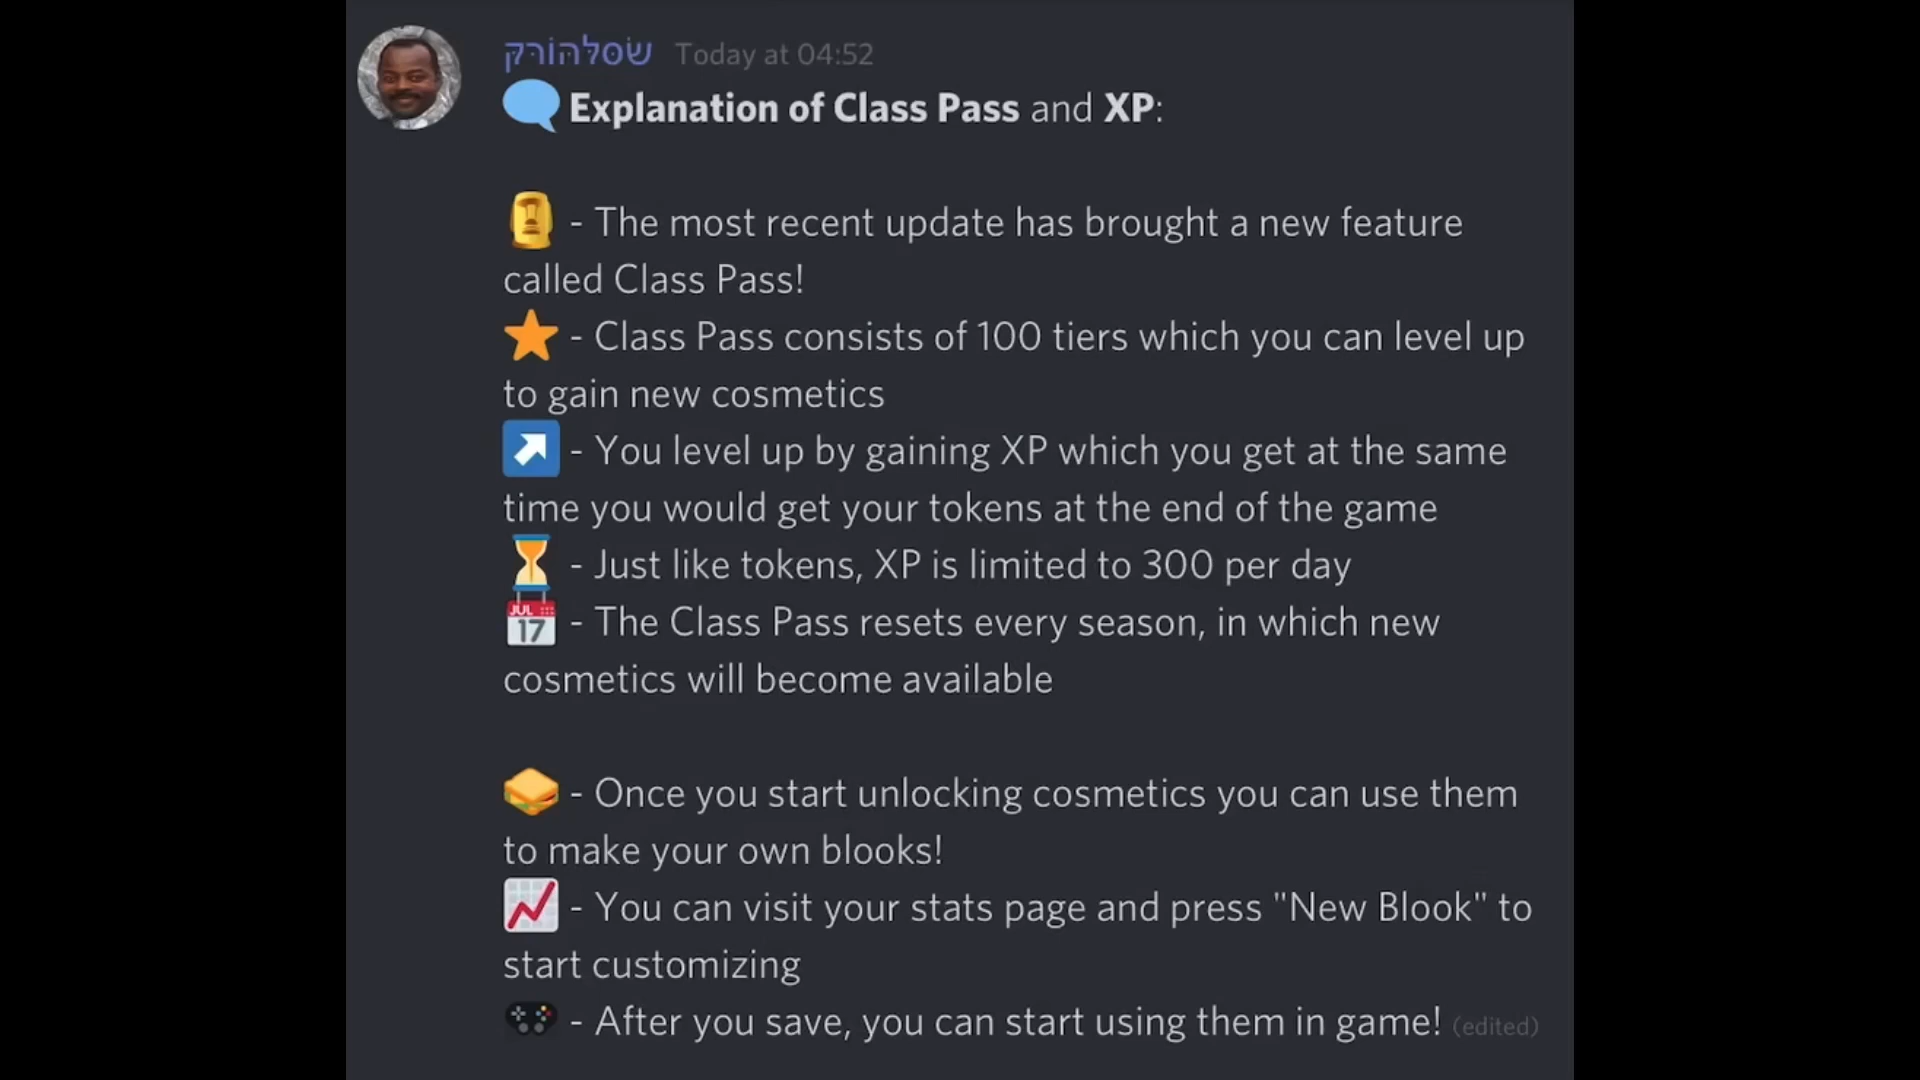 שׂסּלּהוֹרקּ Today at 04:52
Explanation of Class Pass and XP:
- The most recent update has brought a new feature
called Class Pass!
- Class Pass consists of 100 tiers which you can level up
to gain new cosmetics
- You level up by gaining XP which you get at the same
time you would get your tokens at the end of the game
- Just like tokens, XP is limited to 300 per day
JUL
17 - The Class Pass resets every season, in which new
cosmetics will become available
- Once you start unlocking cosmetics you can use them
to make your own blooks!
- You can visit your stats page and press "New Blook" to
start customizing
- After you save, you can start using them in game! (edited)